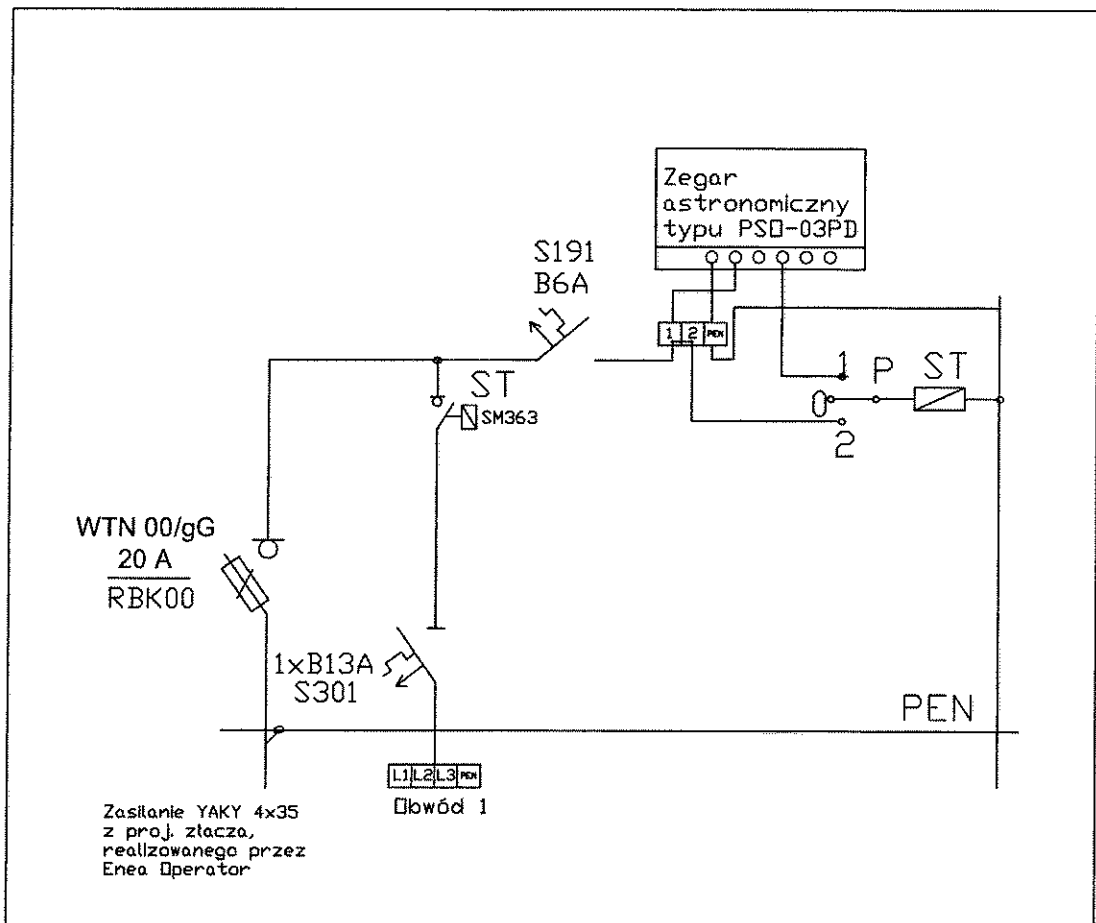 Zegar
astronomiczny
typu PSO-03PD
S191
B6A
1 2 PEN
1
P
ST
0
2
ST
SM363
WTN 00/gG
20 A
RBK00
1xB13A
S301
PEN
L1 L2 L3 PEN
Obwód 1
Zasilanie YAKY 4x35
z proj. złacza,
realizowanego przez
Enea Operator